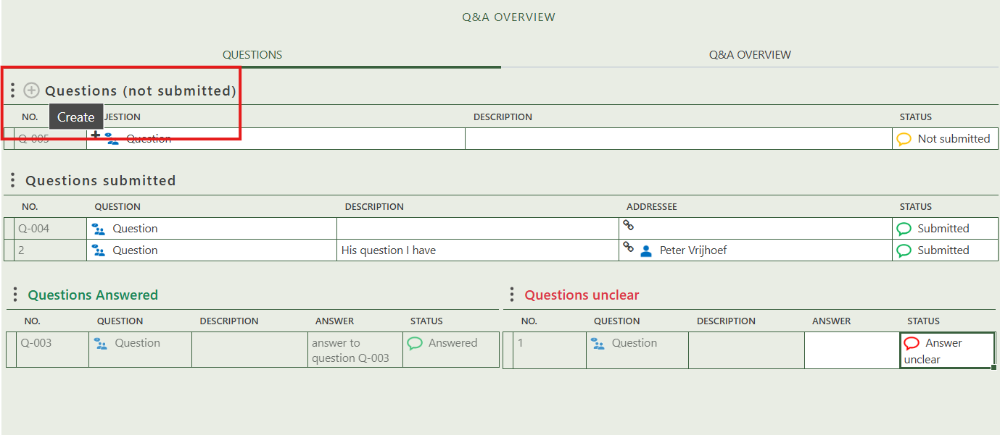 Q&A OVERVIEW
QUESTIONS Q&A OVERVIEW
Questions (not submitted)
NO. Create UESTION DESCRIPTION STATUS
Q-005 Question Not submitted
Questions submitted
NO. QUESTION DESCRIPTION ADDRESSEE STATUS
Q-004 Question Submitted
2 Question His question I have Peter Vrijhoef Submitted
Questions Answered Questions unclear
NO. QUESTION DESCRIPTION ANSWER STATUS NO. QUESTION DESCRIPTION ANSWER STATUS
Q-003 Question answer to Answered 1 Question Answer
question Q-003 unclear